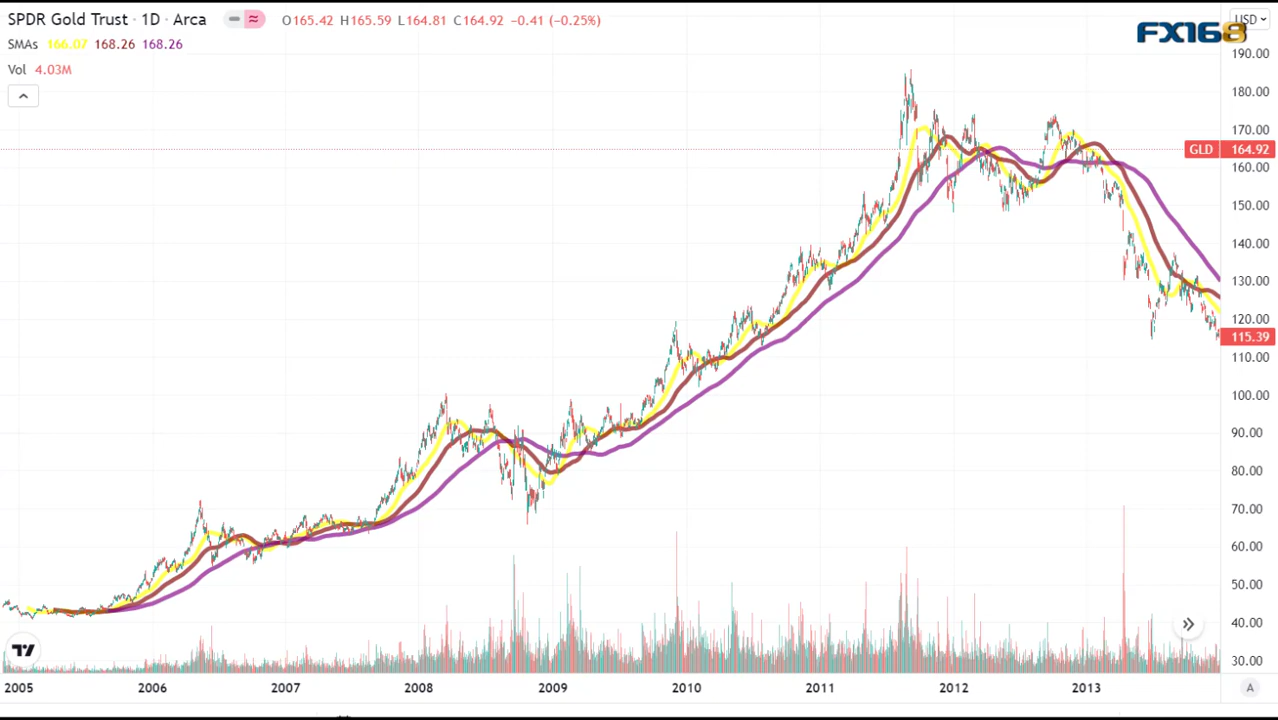 SPDR Gold Trust · 1D · Arca O165.42 H165.59 L164.81 C164.92 −0.41 (−0.25%)
SMAs 166.07 168.26 168.26
Vol 4.03M
FX168
USD
190.00
180.00
170.00
GLD 164.92
160.00
150.00
140.00
130.00
120.00
115.39
110.00
100.00
90.00
80.00
70.00
60.00
50.00
40.00
30.00
2005 2006 2007 2008 2009 2010 2011 2012 2013 A